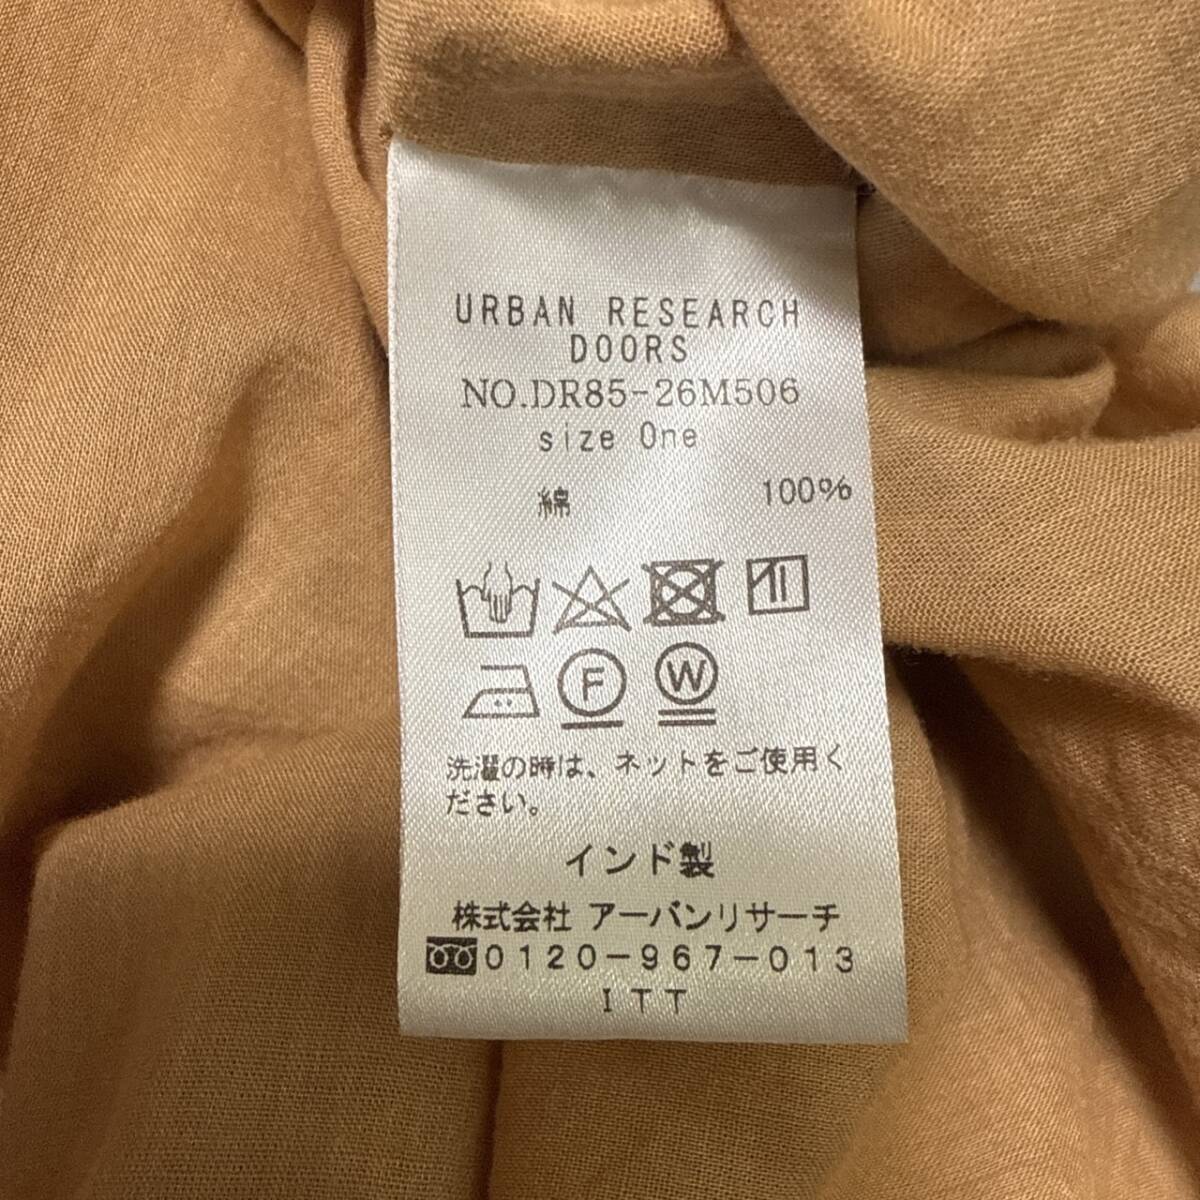 URBAN RESEARCH
DOORS
NO.DR85-26M506
size One
綿 100%
F W
洗濯の時は、ネットをご使用く
ださい。
インド製
株式会社 アーバンリサーチ
0120-967-013
ITT